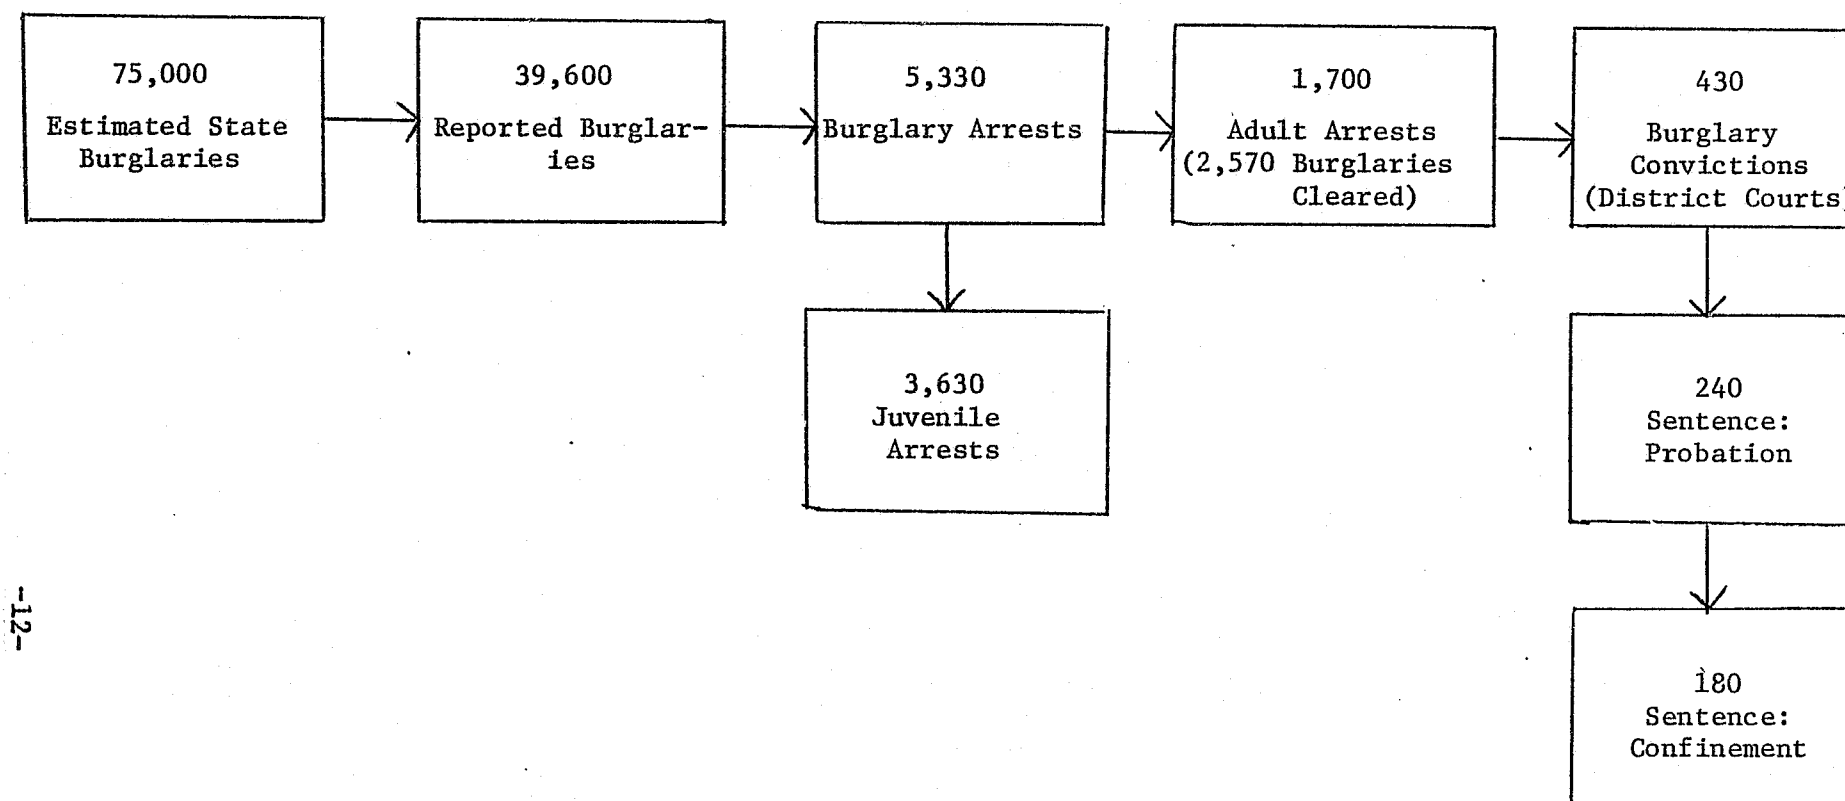 75,000
Estimated State
Burglaries
39,600
Reported Burglar-
ies
5,330
Burglary Arrests
1,700
Adult Arrests
(2,570 Burglaries
Cleared)
430
Burglary
Convictions
(District Courts)
3,630
Juvenile
Arrests
240
Sentence:
Probation
180
Sentence:
Confinement
-12-